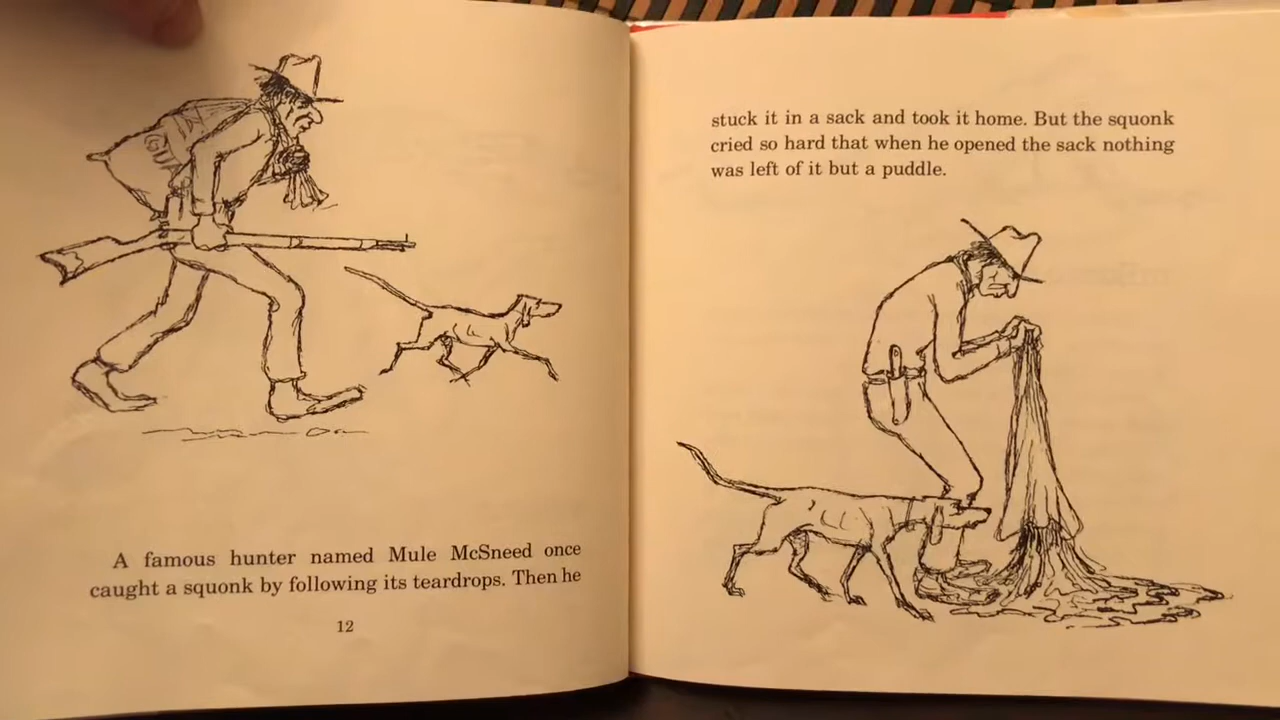 A famous hunter named Mule McSneed once
caught a squonk by following its teardrops. Then he
12
stuck it in a sack and took it home. But the squonk
cried so hard that when he opened the sack nothing
was left of it but a puddle.